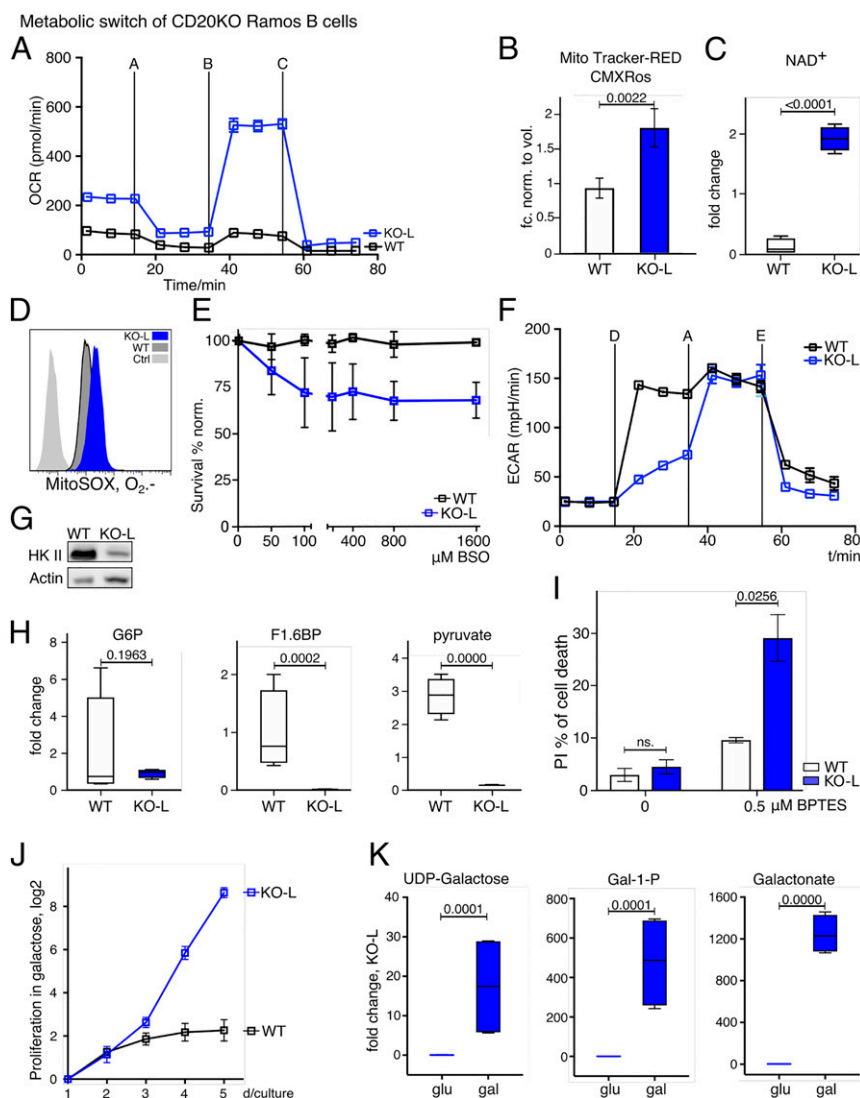 Metabolic switch of CD20KO Ramos B cells
A
OCR (pmol/min)
800
600
400
200
0
A
B
C
KO-L
WT
0
20
40
60
80
Time/min
B
Mito Tracker-RED
CMXRos
0.0022
fc. norm. to vol.
2
1.5
1
0.5
0
WT
KO-L
C
NAD+
<0.0001
fold change
2
1
0
WT
KO-L
D
KO-L
WT
Ctrl
MitoSOX, O2.-
E
Survival % norm.
100
75
50
25
0
WT
KO-L
0
50
100
400
800
1600
µM BSO
F
ECAR (mpH/min)
200
150
100
50
0
D
A
E
WT
KO-L
0
20
40
60
80
t/min
G
WT KO-L
HK II
Actin
H
fold change
G6P
0.1963
8
6
4
2
0
WT
KO-L
F1.6BP
0.0002
2
1
0
WT
KO-L
pyruvate
0.0000
4
3
2
1
0
WT
KO-L
I
PI % of cell death
0.0256
30
20
10
0
ns.
WT
KO-L
0
0.5 µM BPTES
J
Proliferation in galactose, log2
8
6
4
2
0
KO-L
WT
1
2
3
4
5
d/culture
K
fold change, KO-L
UDP-Galactose
0.0001
40
30
20
10
0
glu
gal
Gal-1-P
0.0001
800
600
400
200
0
glu
gal
Galactonate
0.0000
1500
1200
900
600
300
0
glu
gal